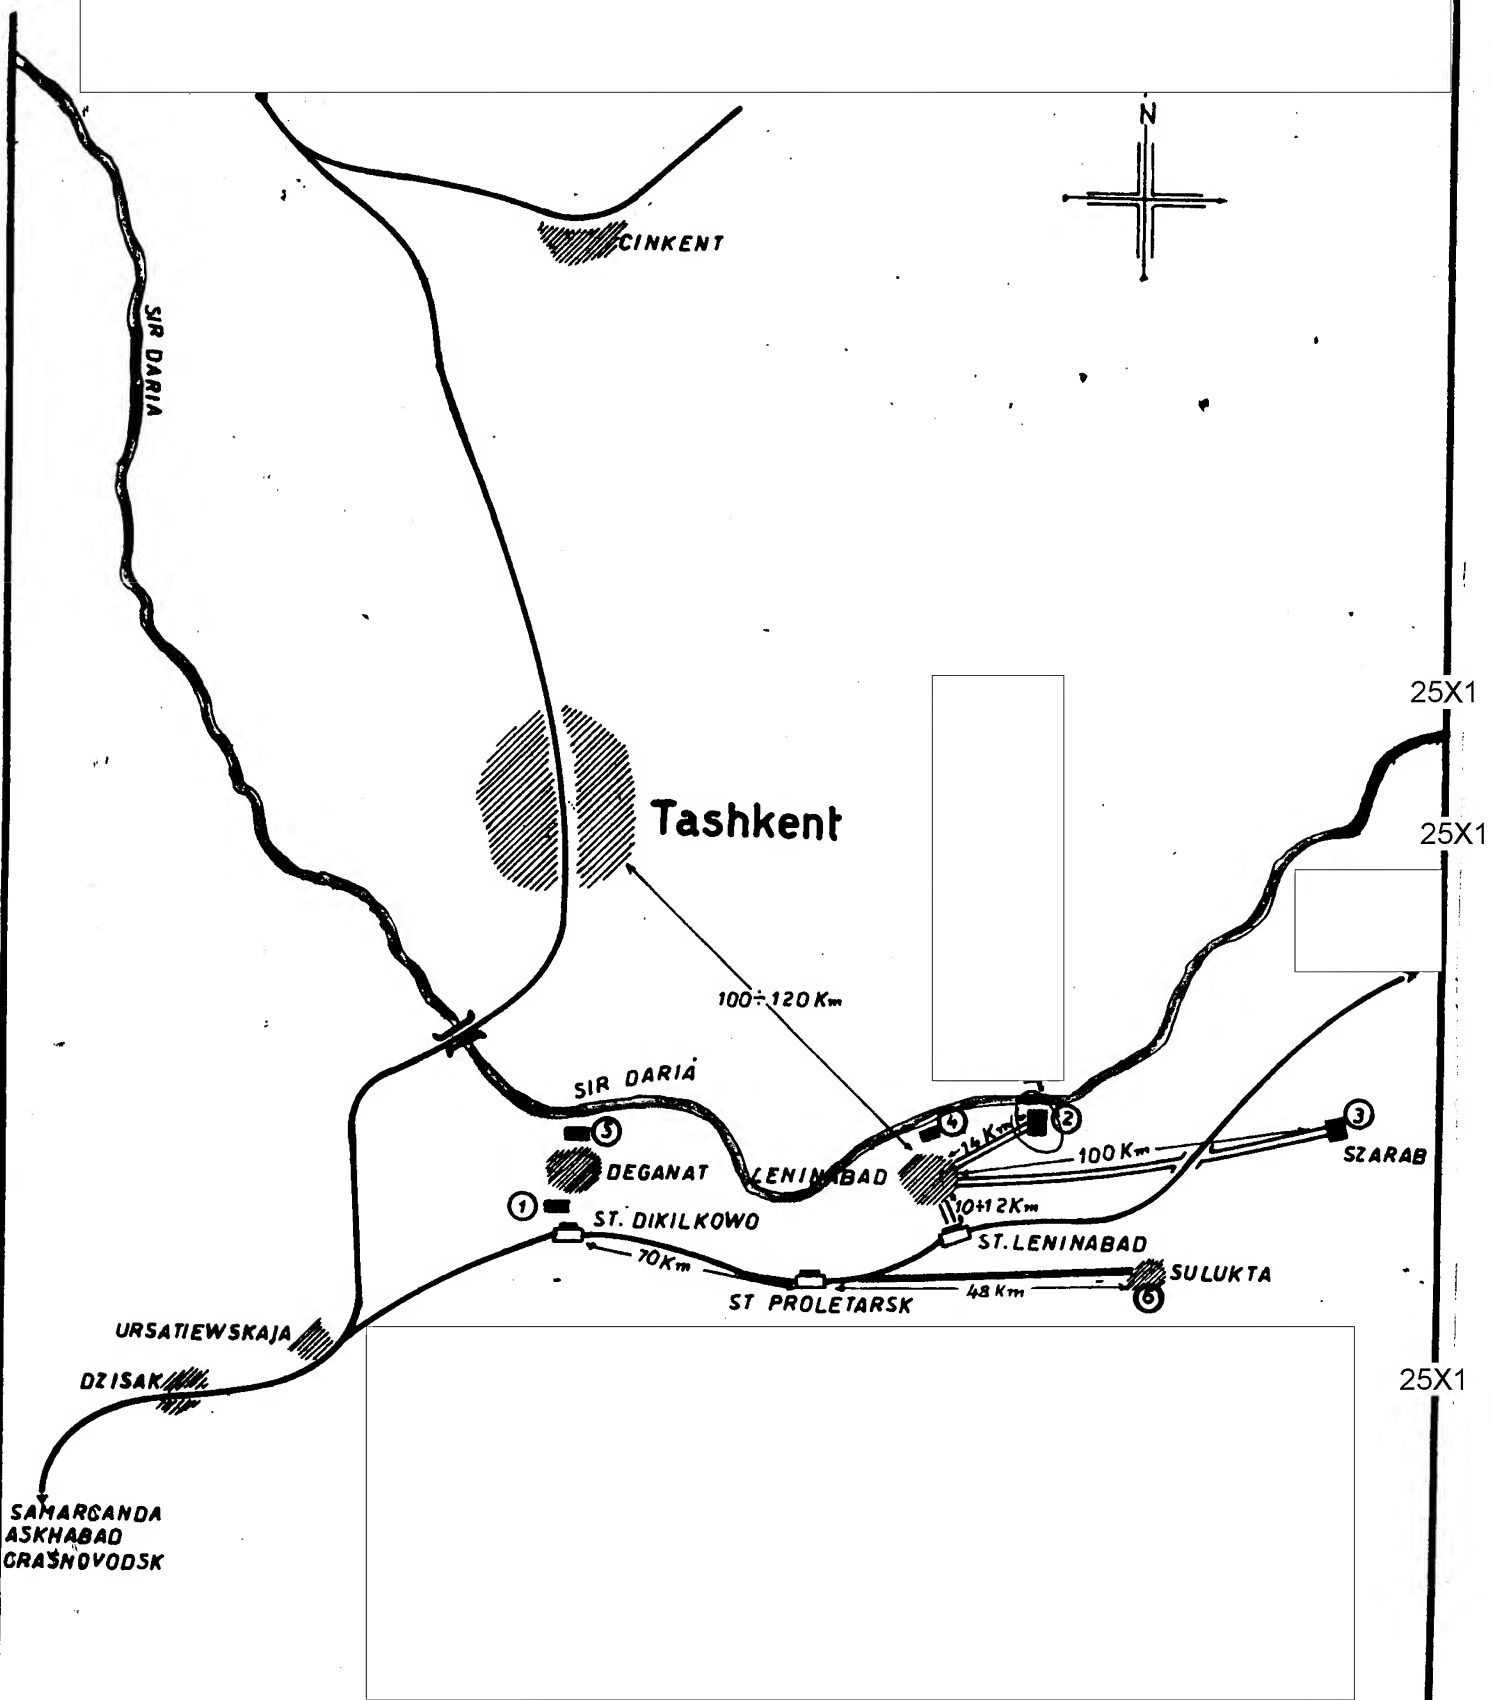 N
CINKENT
SIR DARIA
25X1
Tashkent
25X1
100÷120 Km
SIR DARIA
5
4
2
3
14 Km
100 Km
SZARAB
DEGANAT
LENINABAD
1
10÷12 Km
ST. DIKILKOWO
ST. LENINABAD
70 Km
SULUKTA
48 Km
6
ST PROLETARSK
URSATIEWSKAJA
DZISAK
25X1
SAMARGANDA
ASKHABAD
CRASNOVODSK